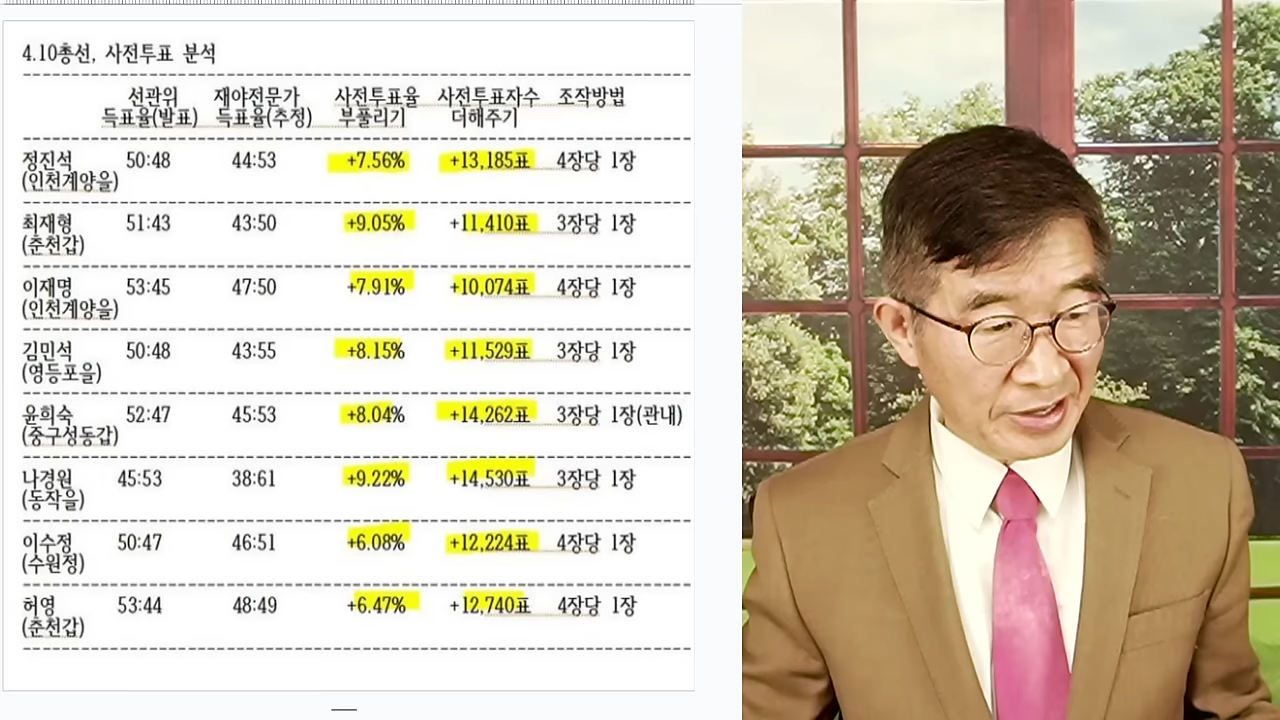 4.10총선, 사전투표 분석
선관위 재야전문가 사전투표율 사전투표자수 조작방법
득표율(발표) 득표율(추정) 부풀리기 더해주기
정진석 50:48 44:53 +7.56% +13,185표 4장당 1장
(인천계양을)
최재형 51:43 43:50 +9.05% +11,410표 3장당 1장
(춘천갑)
이재명 53:45 47:50 +7.91% +10,074표 4장당 1장
(인천계양을)
김민석 50:48 43:55 +8.15% +11,529표 3장당 1장
(영등포을)
윤희숙 52:47 45:53 +8.04% +14,262표 3장당 1장(관내)
(중구성동갑)
나경원 45:53 38:61 +9.22% +14,530표 3장당 1장
(동작을)
이수정 50:47 46:51 +6.08% +12,224표 4장당 1장
(수원정)
허영 53:44 48:49 +6.47% +12,740표 4장당 1장
(춘천갑)